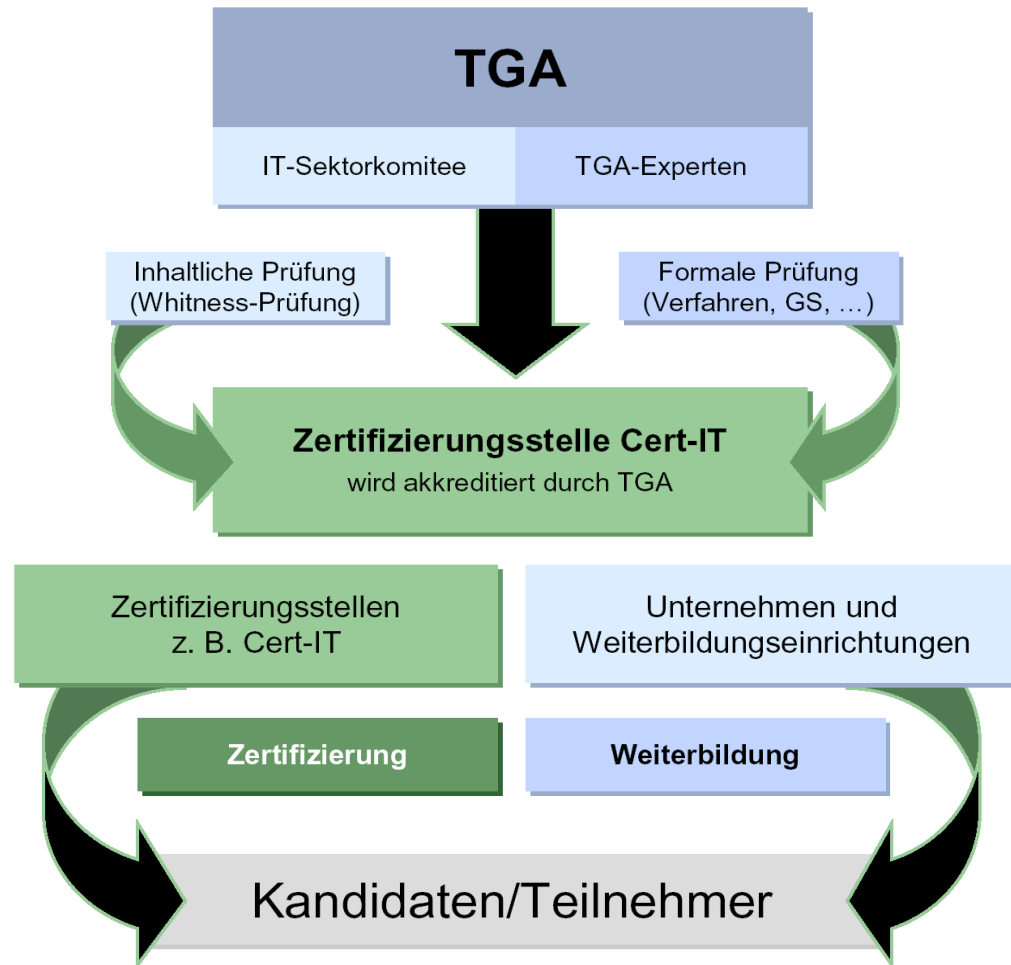 TGA
IT-Sektorkomitee
TGA-Experten
Inhaltliche Prüfung
(Whitness-Prüfung)
Formale Prüfung
(Verfahren, GS, …)
Zertifizierungsstelle Cert-IT
wird akkreditiert durch TGA
Zertifizierungsstellen
z. B. Cert-IT
Unternehmen und
Weiterbildungseinrichtungen
Zertifizierung
Weiterbildung
Kandidaten/Teilnehmer